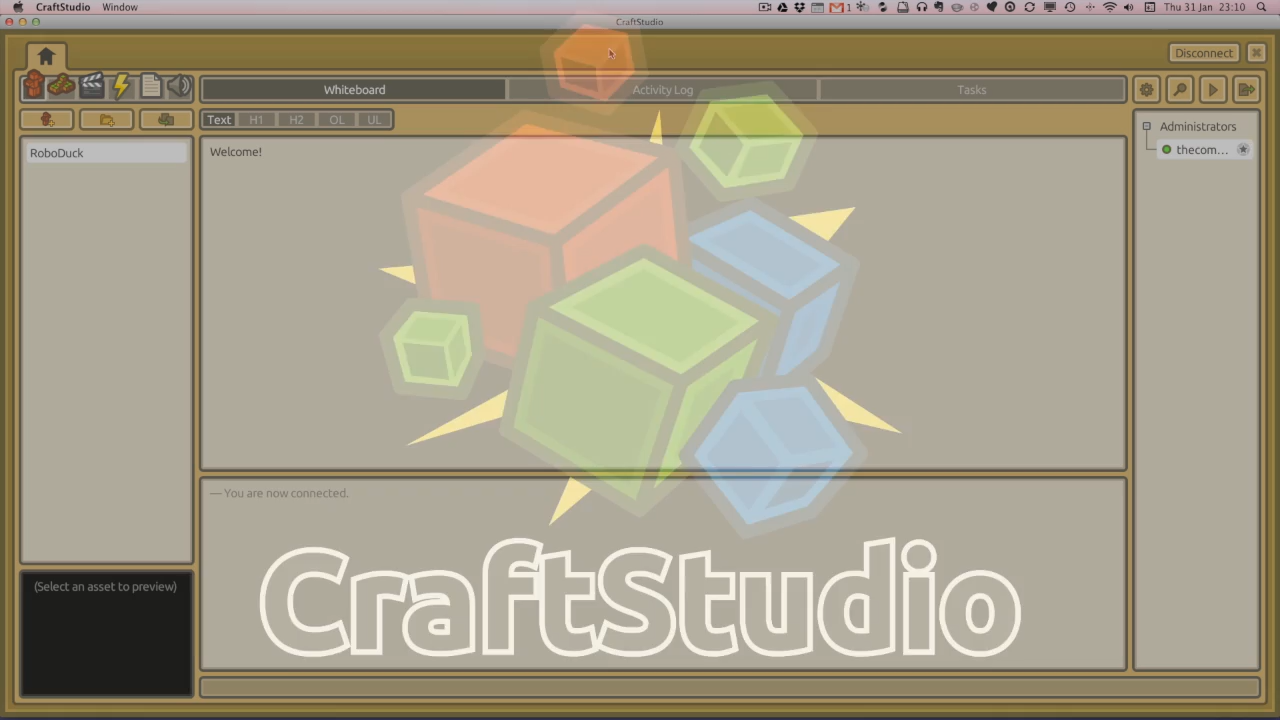 CraftStudio
Window
1
Thu 31 Jan 23:10
CraftStudio
Disconnect
Whiteboard
Activity Log
Tasks
Text
H1
H2
OL
UL
RoboDuck
Welcome!
Administrators
thecom...
— You are now connected.
(Select an asset to preview)
CraftStudio